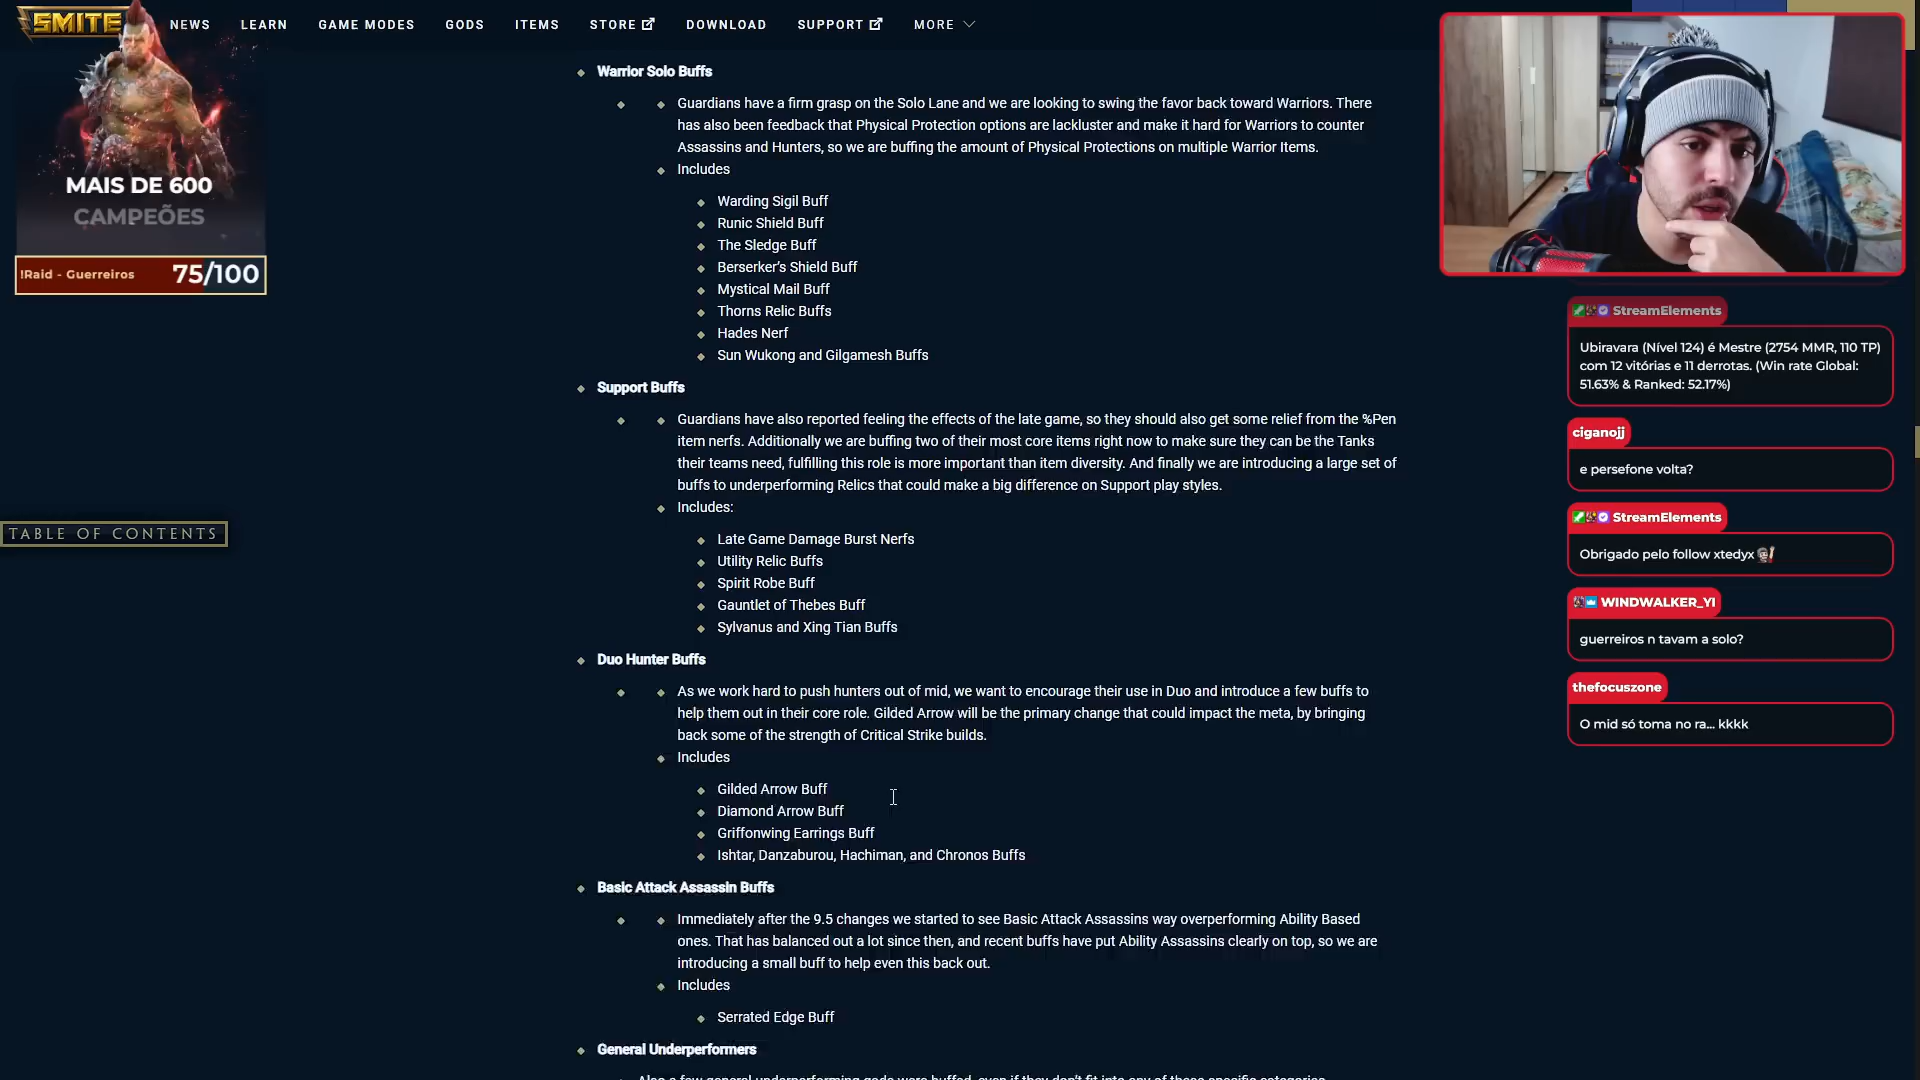 SMITE
NEWS
LEARN
GAME MODES
GODS
ITEMS
STORE
DOWNLOAD
SUPPORT
MORE
MAIS DE 600
CAMPEÕES
!Raid - Guerreiros 75/100
TABLE OF CONTENTS
Warrior Solo Buffs
Guardians have a firm grasp on the Solo Lane and we are looking to swing the favor back toward Warriors. There
has also been feedback that Physical Protection options are lackluster and make it hard for Warriors to counter
Assassins and Hunters, so we are buffing the amount of Physical Protections on multiple Warrior Items.
Includes
Warding Sigil Buff
Runic Shield Buff
The Sledge Buff
Berserker's Shield Buff
Mystical Mail Buff
Thorns Relic Buffs
Hades Nerf
Sun Wukong and Gilgamesh Buffs
Support Buffs
Guardians have also reported feeling the effects of the late game, so they should also get some relief from the %Pen
item nerfs. Additionally we are buffing two of their most core items right now to make sure they can be the Tanks
their teams need, fulfilling this role is more important than item diversity. And finally we are introducing a large set of
buffs to underperforming Relics that could make a big difference on Support play styles.
Includes:
Late Game Damage Burst Nerfs
Utility Relic Buffs
Spirit Robe Buff
Gauntlet of Thebes Buff
Sylvanus and Xing Tian Buffs
Duo Hunter Buffs
As we work hard to push hunters out of mid, we want to encourage their use in Duo and introduce a few buffs to
help them out in their core role. Gilded Arrow will be the primary change that could impact the meta, by bringing
back some of the strength of Critical Strike builds.
Includes
Gilded Arrow Buff
Diamond Arrow Buff
Griffonwing Earrings Buff
Ishtar, Danzaburou, Hachiman, and Chronos Buffs
Basic Attack Assassin Buffs
Immediately after the 9.5 changes we started to see Basic Attack Assassins way overperforming Ability Based
ones. That has balanced out a lot since then, and recent buffs have put Ability Assassins clearly on top, so we are
introducing a small buff to help even this back out.
Includes
Serrated Edge Buff
General Underperformers
Also a few general underperforming gods were buffed, even if they don't fit into any of these specific categories.
StreamElements
Ubiravara (Nível 124) é Mestre (2754 MMR, 110 TP)
com 12 vitórias e 11 derrotas. (Win rate Global:
51.63% & Ranked: 52.17%)
ciganojj
e persefone volta?
StreamElements
Obrigado pelo follow xtedyx
WINDWALKER_YI
guerreiros n tavam a solo?
thefocuszone
O mid só toma no ra... kkkk